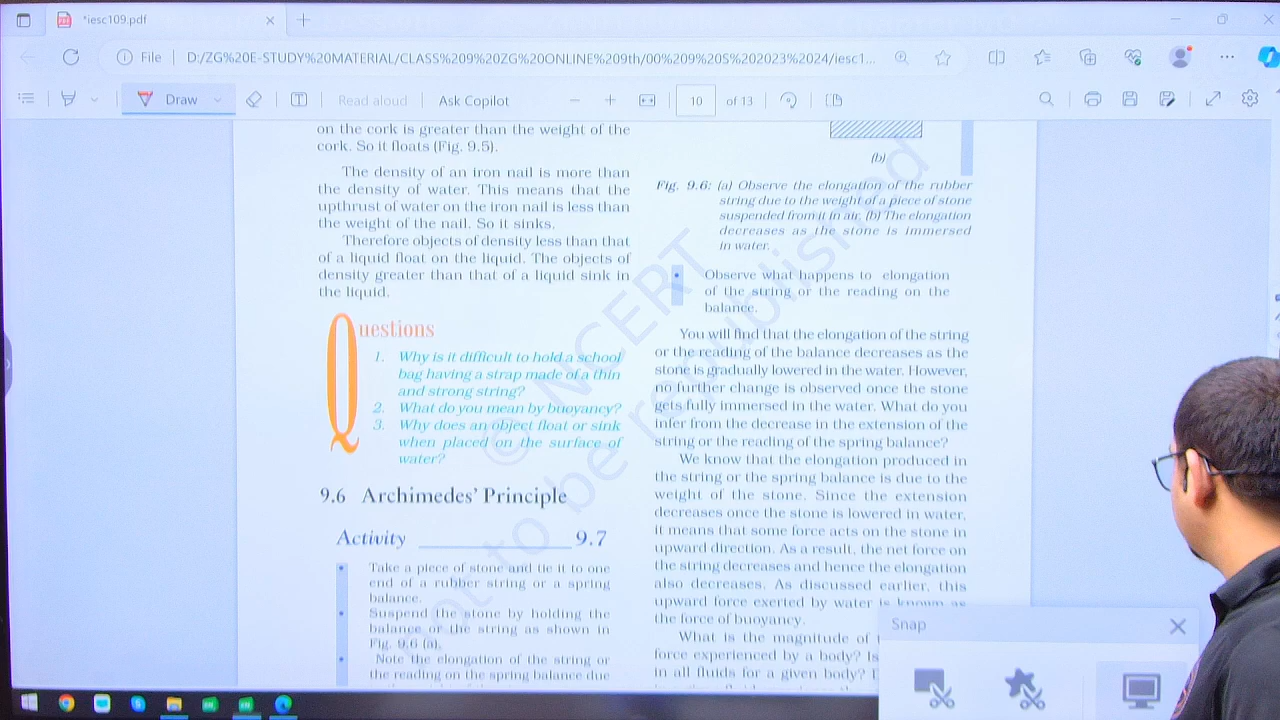 *iesc109.pdf
File
D:/ZG%20E-STUDY%20MATERIAL/CLASS%209%20ZG%20ONLINE%209th/00%209%20S%202023%2024/iesc1...
Draw
Read aloud
Ask Copilot
10
of 13
on the cork is greater than the weight of the
cork. So it floats (Fig. 9.5).
The density of an iron nail is more than
the density of water. This means that the
upthrust of water on the iron nail is less than
the weight of the nail. So it sinks.
Therefore objects of density less than that
of a liquid float on the liquid. The objects of
density greater than that of a liquid sink in
the liquid.
Questions
1. Why is it difficult to hold a school
bag having a strap made of a thin
and strong string?
2. What do you mean by buoyancy?
3. Why does an object float or sink
when placed on the surface of
water?
9.6 Archimedes' Principle
Activity 9.7
• Take a piece of stone and tie it to one
end of a rubber string or a spring
balance.
• Suspend the stone by holding the
balance or the string as shown in
Fig. 9.6 (a).
• Note the elongation of the string or
the reading on the spring balance due
(b)
Fig. 9.6: (a) Observe the elongation of the rubber
string due to the weight of a piece of stone
suspended from it in air. (b) The elongation
decreases as the stone is immersed
in water.
• Observe what happens to elongation
of the string or the reading on the
balance.
You will find that the elongation of the string
or the reading of the balance decreases as the
stone is gradually lowered in the water. However,
no further change is observed once the stone
gets fully immersed in the water. What do you
infer from the decrease in the extension of the
string or the reading of the spring balance?
We know that the elongation produced in
the string or the spring balance is due to the
weight of the stone. Since the extension
decreases once the stone is lowered in water,
it means that some force acts on the stone in
upward direction. As a result, the net force on
the string decreases and hence the elongation
also decreases. As discussed earlier, this
upward force exerted by water is known as
the force of buoyancy.
What is the magnitude of
force experienced by a body? Is
in all fluids for a given body?
© NCERT
not to be republished
Snap